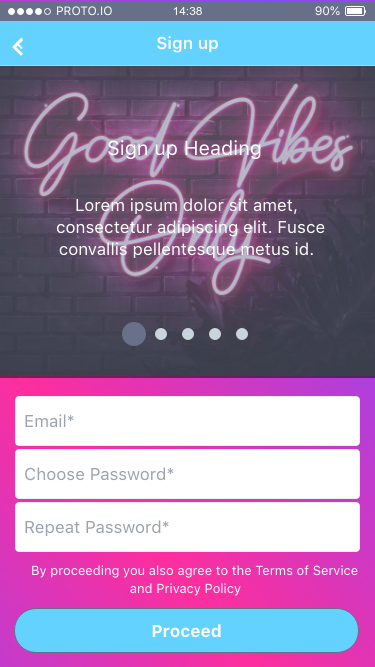 PROTO.IO 14:38 90%
Sign up
Good Vibes
Only
Sign up Heading
Lorem ipsum dolor sit amet,
consectetur adipiscing elit. Fusce
convallis pellentesque metus id.
Email*
Choose Password*
Repeat Password*
By proceeding you also agree to the Terms of Service
and Privacy Policy
Proceed